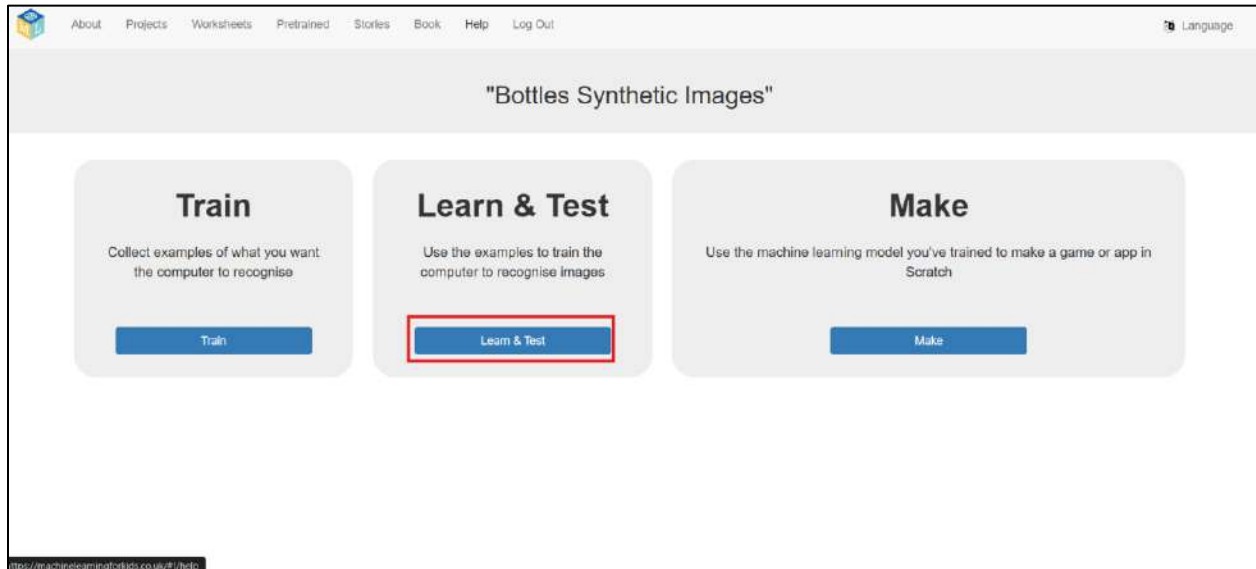 About Projects Worksheets Pretrained Stories Book Help Log Out Language
"Bottles Synthetic Images"
Train
Collect examples of what you want
the computer to recognise
Train
Learn & Test
Use the examples to train the
computer to recognise images
Learn & Test
Make
Use the machine learning model you've trained to make a game or app in
Scratch
Make
ttps://machinelearningforkids.co.uk/#!/help